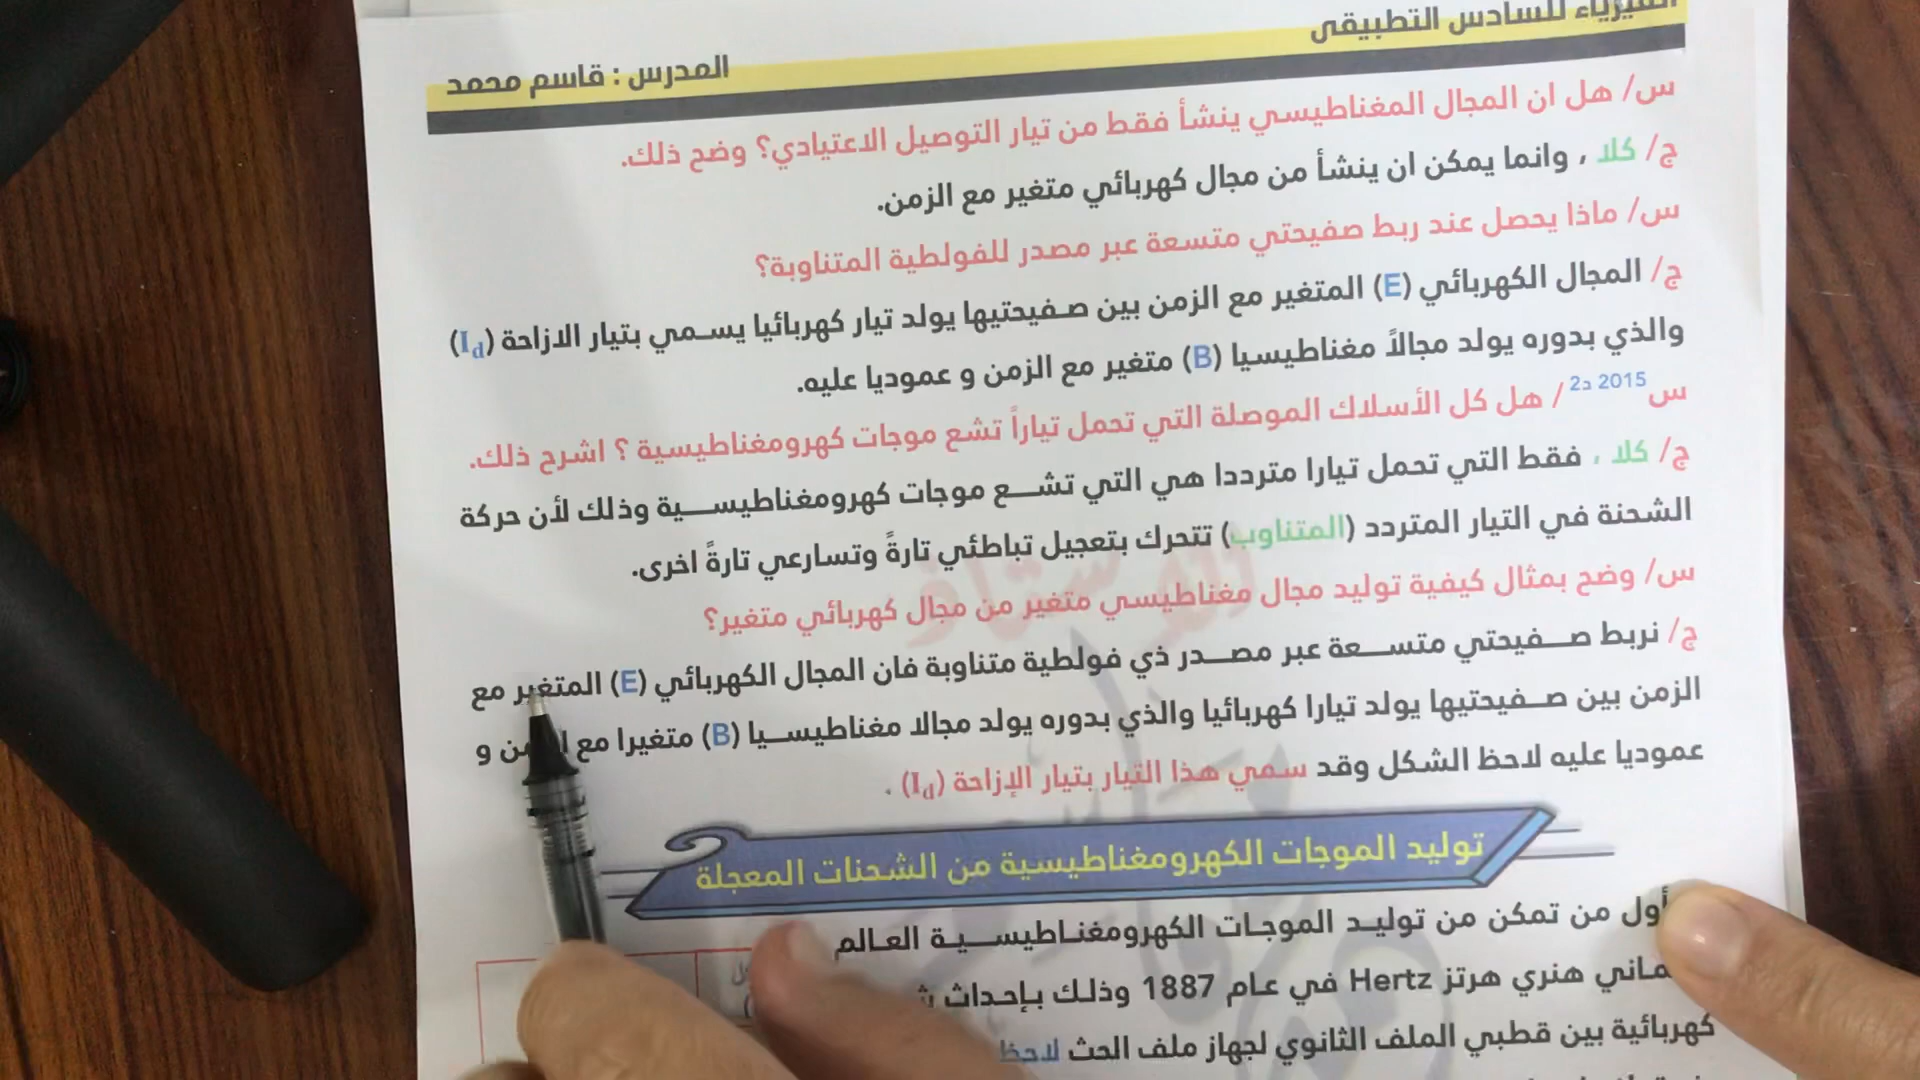 الفيزياء للسادس التطبيقي
المدرس : قاسم محمد
س/ هل ان المجال المغناطيسي ينشأ فقط من تيار التوصيل الاعتيادي؟ وضح ذلك.
ج/ كلا ، وانما يمكن ان ينشأ من مجال كهربائي متغير مع الزمن.
س/ ماذا يحصل عند ربط صفيحتي متسعة عبر مصدر للفولطية المتناوبة؟
ج/ المجال الكهربائي (E) المتغير مع الزمن بين صفيحتيها يولد تيار كهربائيا يسمي بتيار الازاحة (Id)
والذي بدوره يولد مجالاً مغناطيسيا (B) متغير مع الزمن و عموديا عليه.
س 2015 د2 / هل كل الأسلاك الموصلة التي تحمل تياراً تشع موجات كهرومغناطيسية ؟ اشرح ذلك.
ج/ كلا ، فقط التي تحمل تيارا مترددا هي التي تشع موجات كهرومغناطيسية وذلك لأن حركة
الشحنة في التيار المتردد (المتناوب) تتحرك بتعجيل تباطئي تارةً وتسارعي تارةً اخرى.
س/ وضح بمثال كيفية توليد مجال مغناطيسي متغير من مجال كهربائي متغير؟
ج/ نربط صفيحتي متسعة عبر مصدر ذي فولطية متناوبة فان المجال الكهربائي (E) المتغير مع
الزمن بين صفيحتيها يولد تيارا كهربائيا والذي بدوره يولد مجالا مغناطيسيا (B) متغيرا مع و
عموديا عليه لاحظ الشكل وقد سمي هذا التيار بتيار الإزاحة (Id) .
توليد الموجات الكهرومغناطيسية من الشحنات المعجلة
أول من تمكن من توليد الموجات الكهرومغناطيسية العالم
هنري هرتز Hertz في عام 1887 وذلك بإحداث
كهربائية بين قطبي الملف الثانوي لجهاز ملف الحث لاحظ